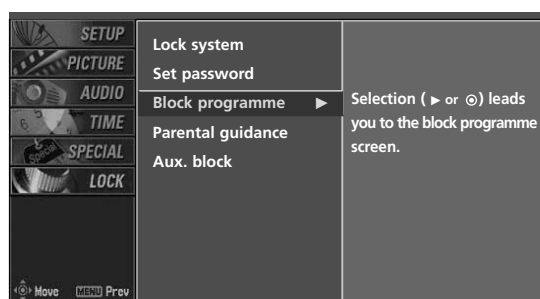 SETUP
PICTURE
AUDIO
TIME
SPECIAL
LOCK
Move MENU Prev
Lock system
Set password
Block programme ►
Parental guidance
Aux. block
Selection ( ► or ◉) leads
you to the block programme
screen.